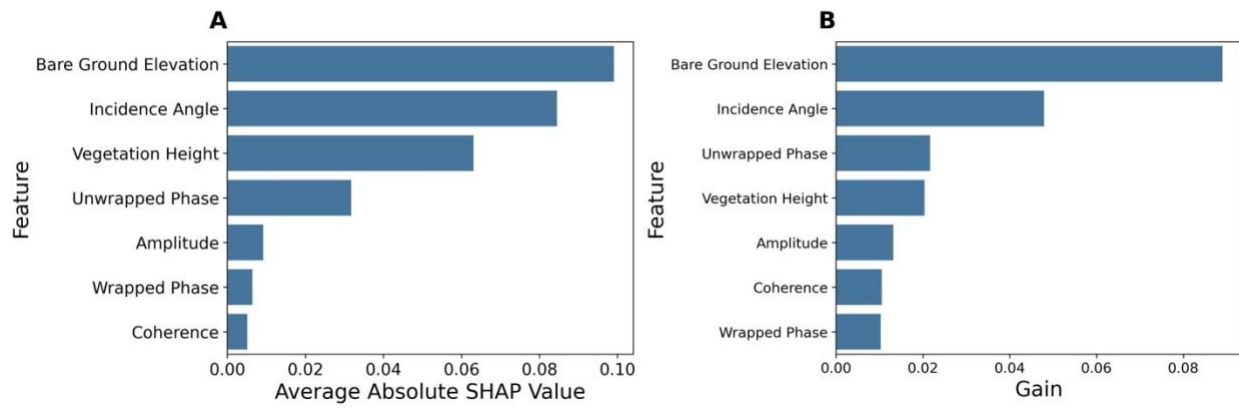 A
Feature
Bare Ground Elevation
Incidence Angle
Vegetation Height
Unwrapped Phase
Amplitude
Wrapped Phase
Coherence
0.00 0.02 0.04 0.06 0.08 0.10
Average Absolute SHAP Value
B
Feature
Bare Ground Elevation
Incidence Angle
Unwrapped Phase
Vegetation Height
Amplitude
Coherence
Wrapped Phase
0.00 0.02 0.04 0.06 0.08
Gain